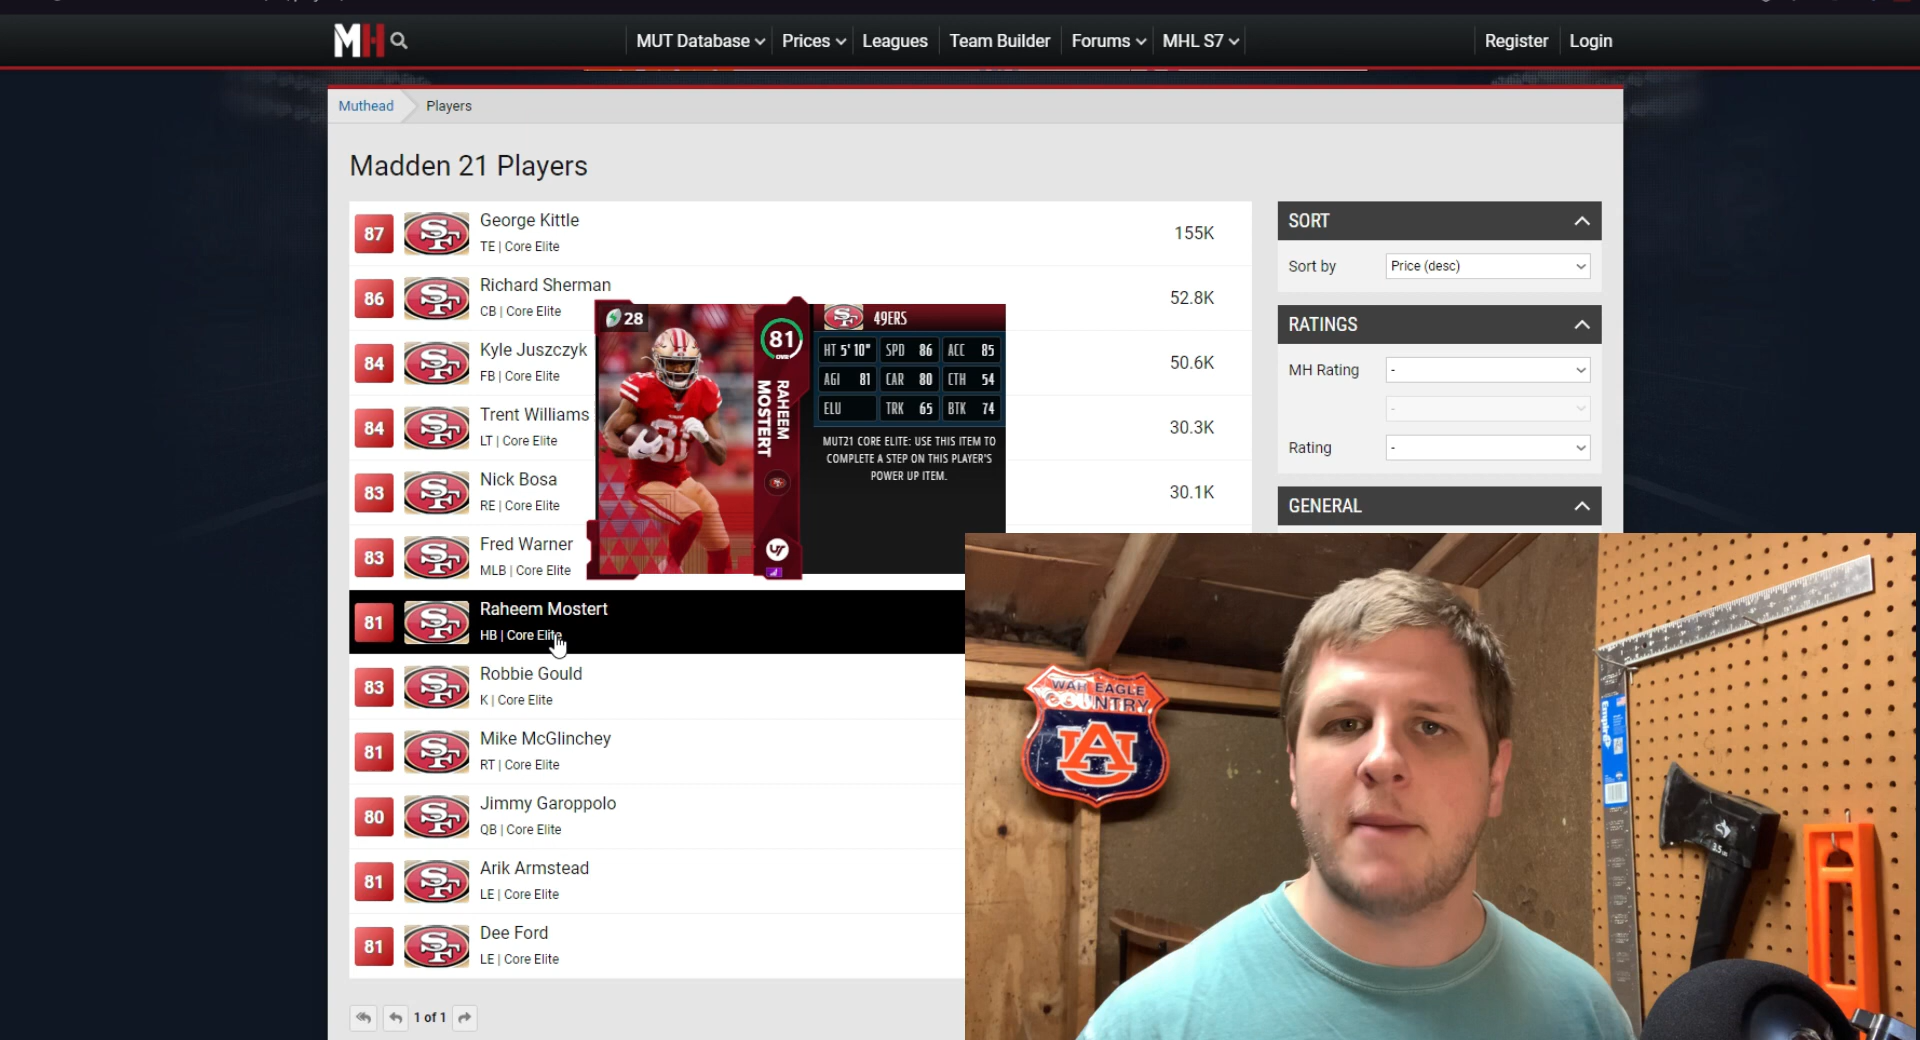 MH
MUT Database
Prices
Leagues
Team Builder
Forums
MHL S7
Register
Login
Muthead
Players
Madden 21 Players
87
George Kittle
TE | Core Elite
155K
86
Richard Sherman
CB | Core Elite
52.8K
84
Kyle Juszczyk
FB | Core Elite
50.6K
84
Trent Williams
LT | Core Elite
30.3K
83
Nick Bosa
RE | Core Elite
30.1K
83
Fred Warner
MLB | Core Elite
81
Raheem Mostert
HB | Core Elite
83
Robbie Gould
K | Core Elite
81
Mike McGlinchey
RT | Core Elite
80
Jimmy Garoppolo
QB | Core Elite
81
Arik Armstead
LE | Core Elite
81
Dee Ford
LE | Core Elite
1 of 1
28
81
OVR
RAHEEM
MOSTERT
UT
49ERS
HT 5' 10" SPD 86 ACC 85
AGI 81 CAR 80 CTH 54
ELU TRK 65 BTK 74
MUT21 CORE ELITE: USE THIS ITEM TO
COMPLETE A STEP ON THIS PLAYER'S
POWER UP ITEM.
SORT
Sort by
Price (desc)
RATINGS
MH Rating
-
-
Rating
-
GENERAL
WAR EAGLE
COUNTRY
AU
Empire